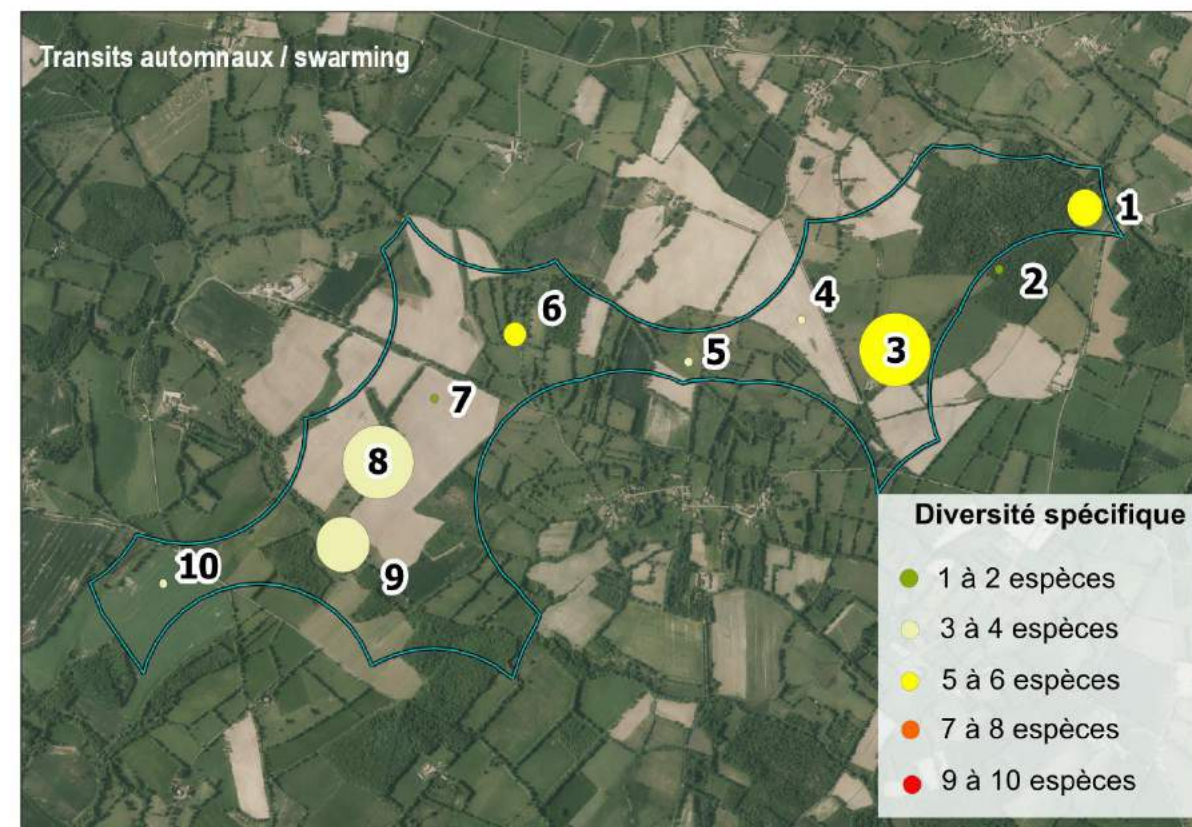 Transits automnaux / swarming
1
2
3
4
5
6
7
8
9
10
Diversité spécifique
1 à 2 espèces
3 à 4 espèces
5 à 6 espèces
7 à 8 espèces
9 à 10 espèces